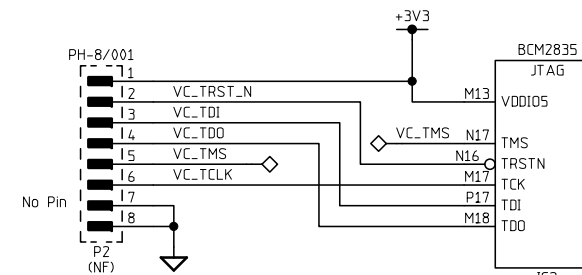 +3V3
PH-8/001
BCM2835
JTAG
1
2 VC_TRST_N
3 VC_TDI
4 VC_TDO
5 VC_TMS
6 VC_TCLK
No Pin 7
8
P2
(NF)
M13 VDDIO5
VC_TMS N17 TMS
N16 TRSTN
M17 TCK
P17 TDI
M18 TDO